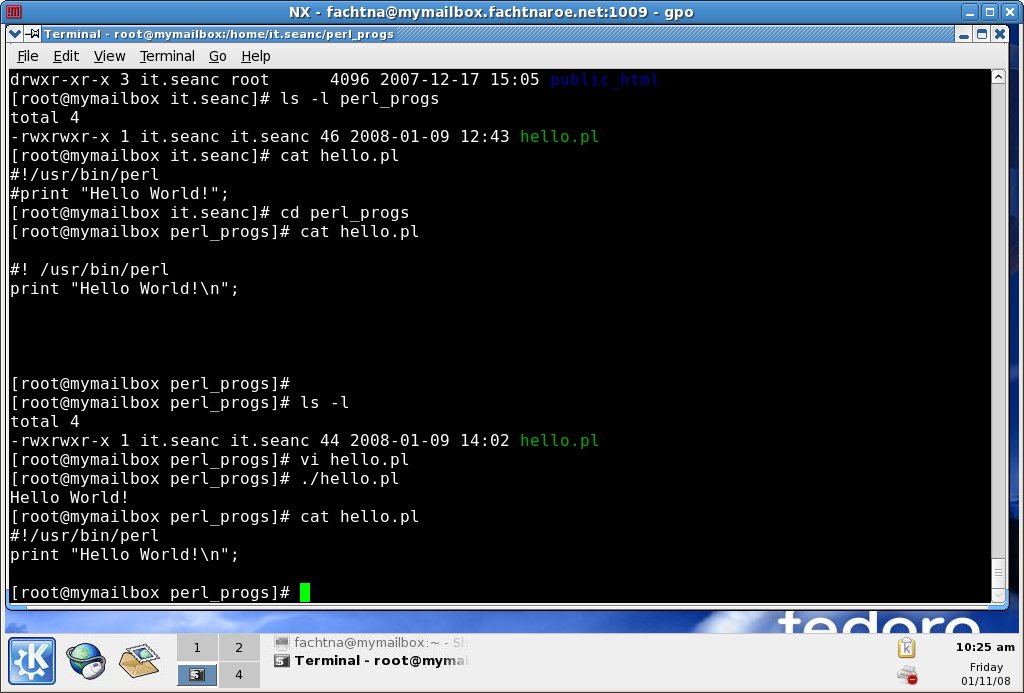 NX - fachtna@mymailbox.fachtnaroe.net:1009 - gpo
Terminal - root@mymailbox:/home/it.seanc/perl_progs
File Edit View Terminal Go Help
drwxr-xr-x 3 it.seanc root      4096 2007-12-17 15:05 public_html
[root@mymailbox it.seanc]# ls -l perl_progs
total 4
-rwxrwxr-x 1 it.seanc it.seanc 46 2008-01-09 12:43 hello.pl
[root@mymailbox it.seanc]# cat hello.pl
#!/usr/bin/perl
#print "Hello World!";
[root@mymailbox it.seanc]# cd perl_progs
[root@mymailbox perl_progs]# cat hello.pl
#! /usr/bin/perl
print "Hello World!\n";
[root@mymailbox perl_progs]#
[root@mymailbox perl_progs]# ls -l
total 4
-rwxrwxr-x 1 it.seanc it.seanc 44 2008-01-09 14:02 hello.pl
[root@mymailbox perl_progs]# vi hello.pl
[root@mymailbox perl_progs]# ./hello.pl
Hello World!
[root@mymailbox perl_progs]# cat hello.pl
#!/usr/bin/perl
print "Hello World!\n";
[root@mymailbox perl_progs]#
fedora
1 2
4
fachtna@mymailbox:~ - Sh
Terminal - root@mymai
10:25 am
Friday
01/11/08